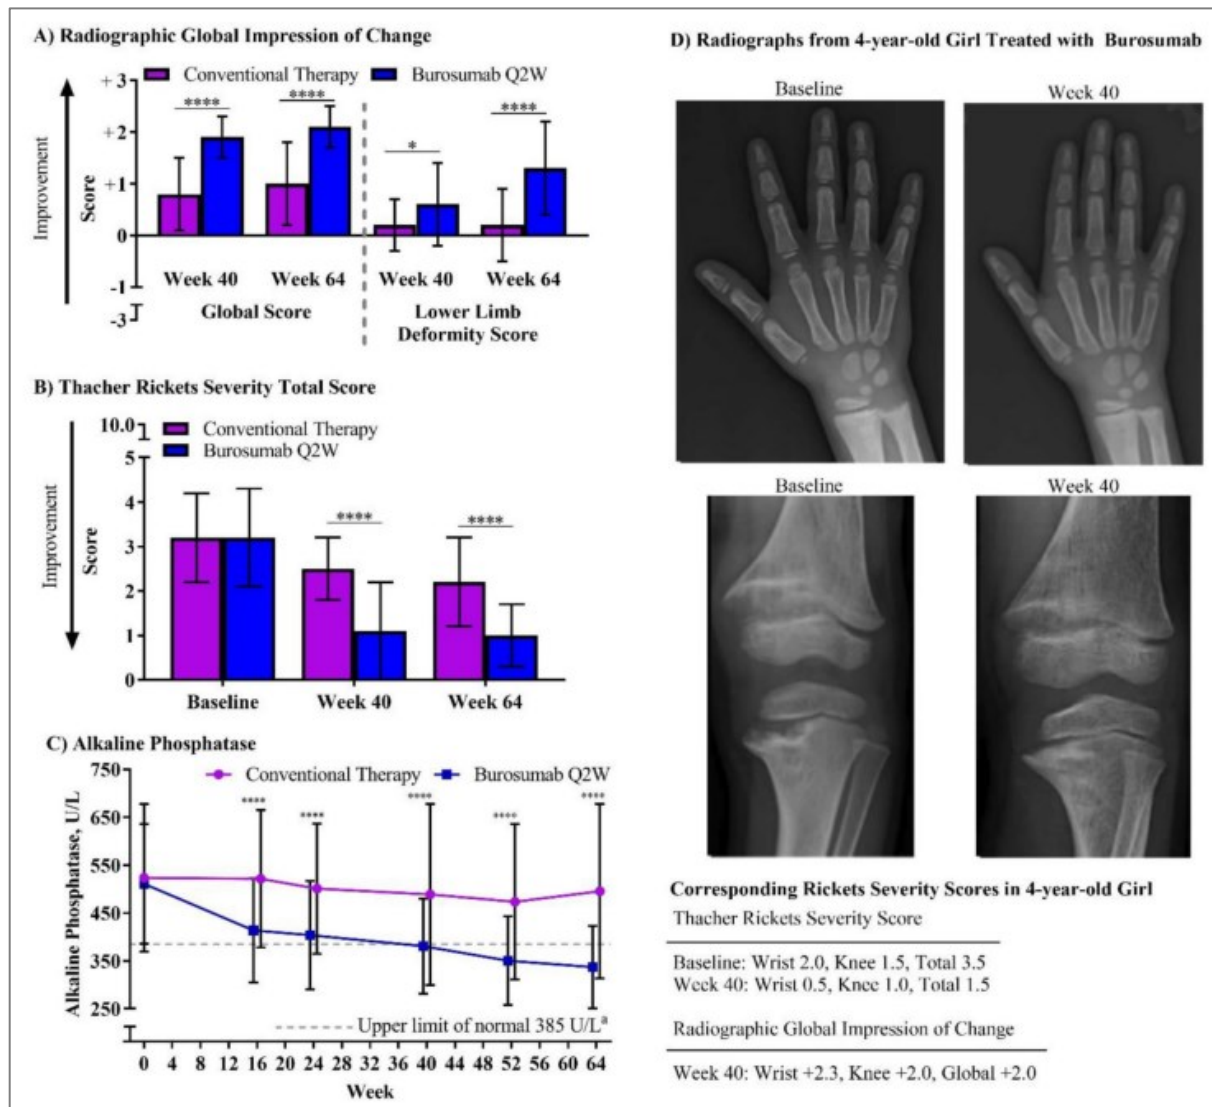 A) Radiographic Global Impression of Change
Conventional Therapy
Burosumab Q2W
Improvement
Score
+3
+2
+1
0
-1
-3
****
****
*
****
Week 40
Week 64
Week 40
Week 64
Global Score
Lower Limb
Deformity Score
B) Thacher Rickets Severity Total Score
Conventional Therapy
Burosumab Q2W
Improvement
Score
10.0
5
4
3
2
1
0
****
****
Baseline
Week 40
Week 64
C) Alkaline Phosphatase
Conventional Therapy
Burosumab Q2W
Alkaline Phosphatase, U/L
750
650
550
450
350
250
****
****
****
****
****
Upper limit of normal 385 U/Lª
0 4 8 12 16 20 24 28 32 36 40 44 48 52 56 60 64
Week
D) Radiographs from 4-year-old Girl Treated with Burosumab
Baseline
Week 40
Baseline
Week 40
Corresponding Rickets Severity Scores in 4-year-old Girl
Thacher Rickets Severity Score
Baseline: Wrist 2.0, Knee 1.5, Total 3.5
Week 40: Wrist 0.5, Knee 1.0, Total 1.5
Radiographic Global Impression of Change
Week 40: Wrist +2.3, Knee +2.0, Global +2.0